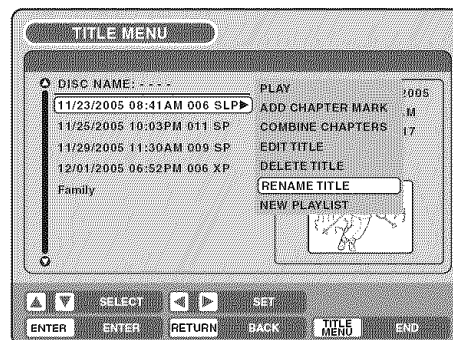 TITLE MENU
DISC NAME: - - - -
11/23/2005 08:41AM 006 SLP▶
11/25/2005 10:03PM 011 SP
11/29/2005 11:30AM 009 SP
12/01/2005 06:52PM 006 XP
Family
PLAY
ADD CHAPTER MARK
COMBINE CHAPTERS
EDIT TITLE
DELETE TITLE
RENAME TITLE
NEW PLAYLIST
2005
M
17
SELECT
SET
ENTER ENTER RETURN BACK TITLE MENU END